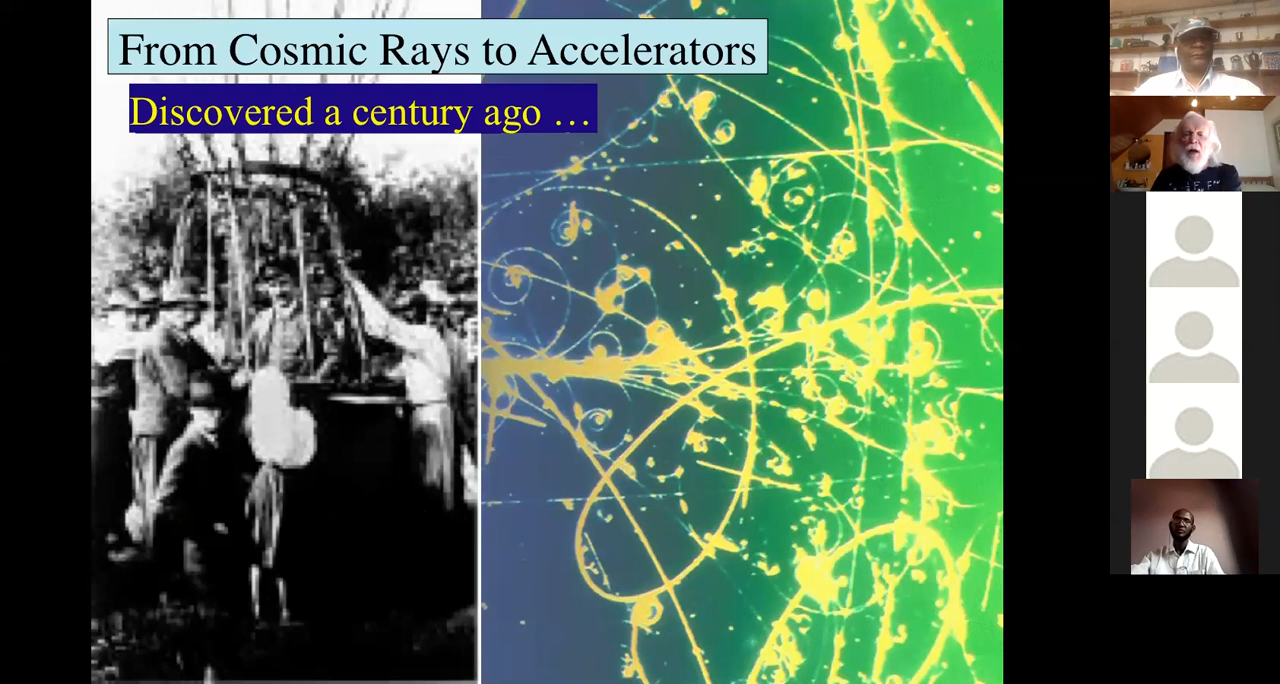 From Cosmic Rays to Accelerators
Discovered a century ago …